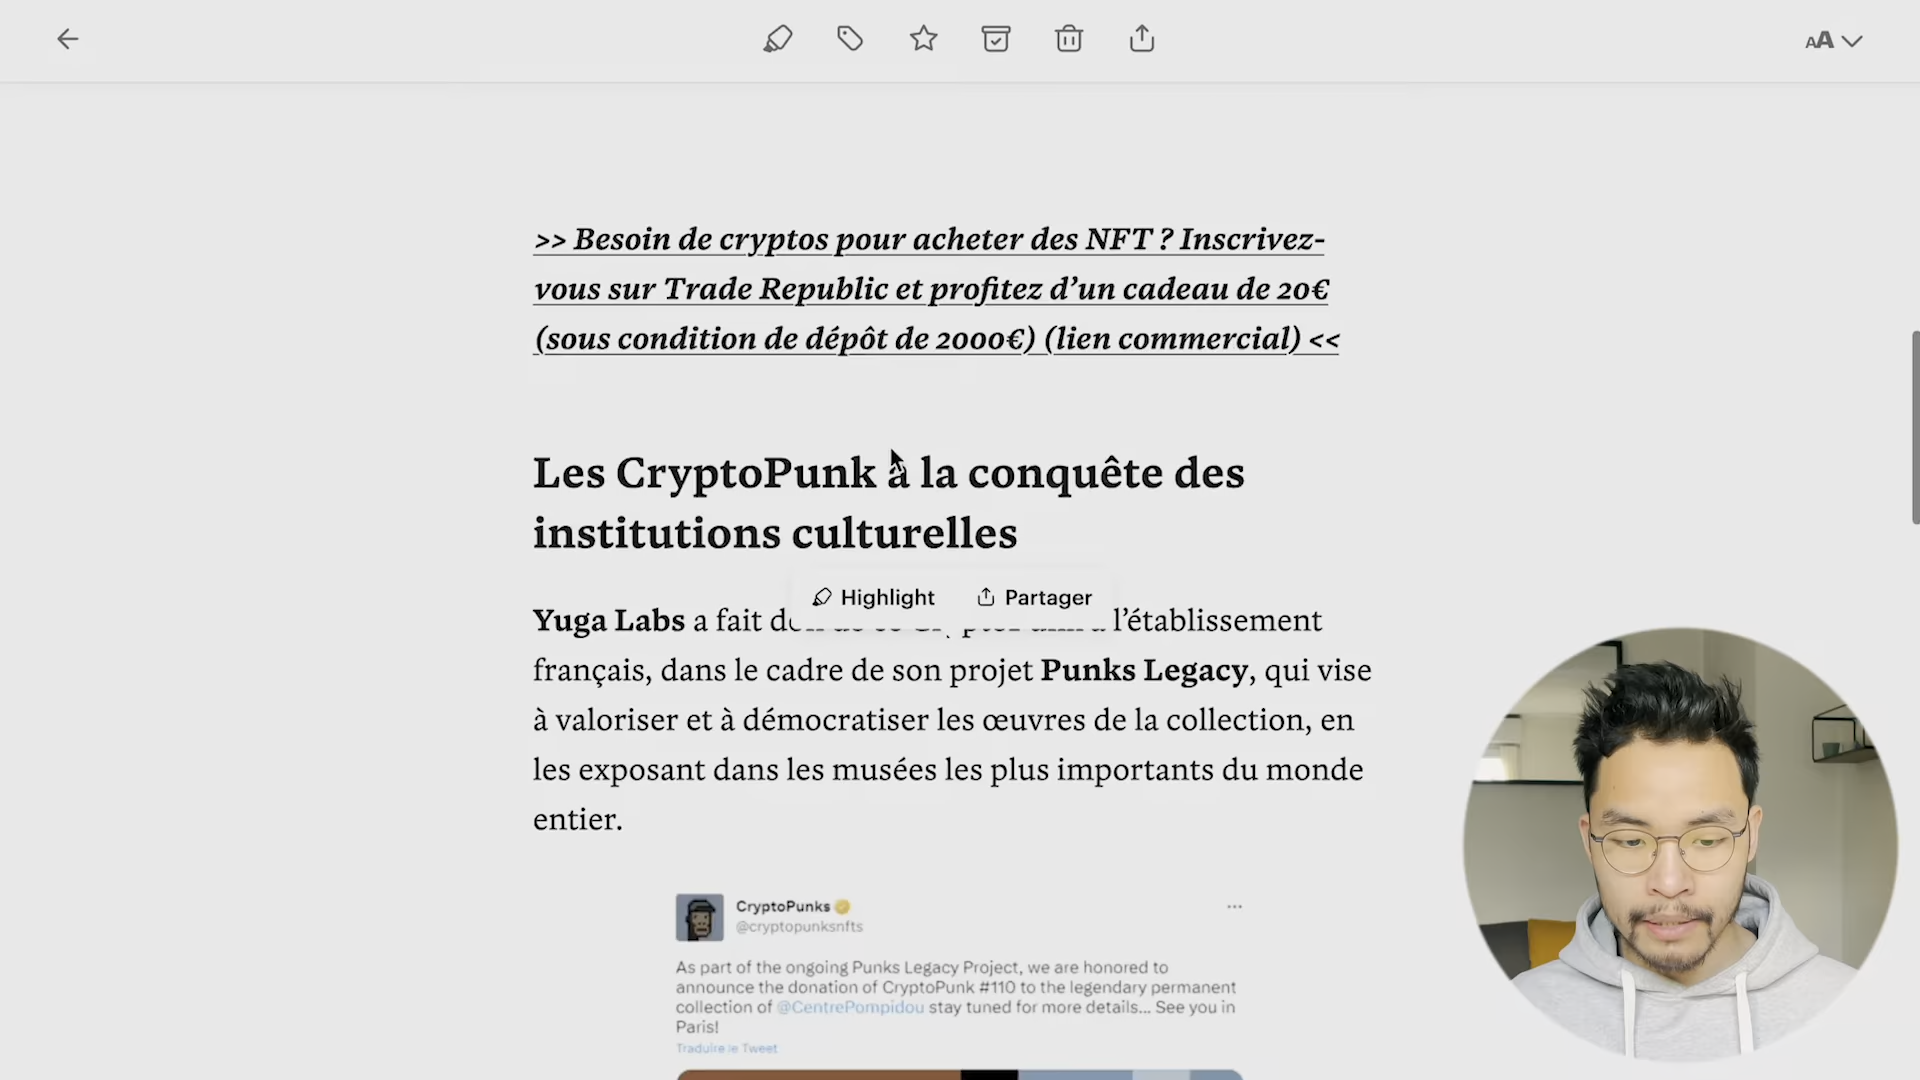 AA
>> Besoin de cryptos pour acheter des NFT ? Inscrivez-
vous sur Trade Republic et profitez d’un cadeau de 20€
(sous condition de dépôt de 2000€) (lien commercial) <<
Les CryptoPunk à la conquête des
institutions culturelles
Highlight Partager
Yuga Labs a fait l’établissement
français, dans le cadre de son projet Punks Legacy, qui vise
à valoriser et à démocratiser les œuvres de la collection, en
les exposant dans les musées les plus importants du monde
entier.
CryptoPunks
@cryptopunksnfts
As part of the ongoing Punks Legacy Project, we are honored to
announce the donation of CryptoPunk #110 to the legendary permanent
collection of @CentrePompidou stay tuned for more details... See you in
Paris!
Traduire le Tweet